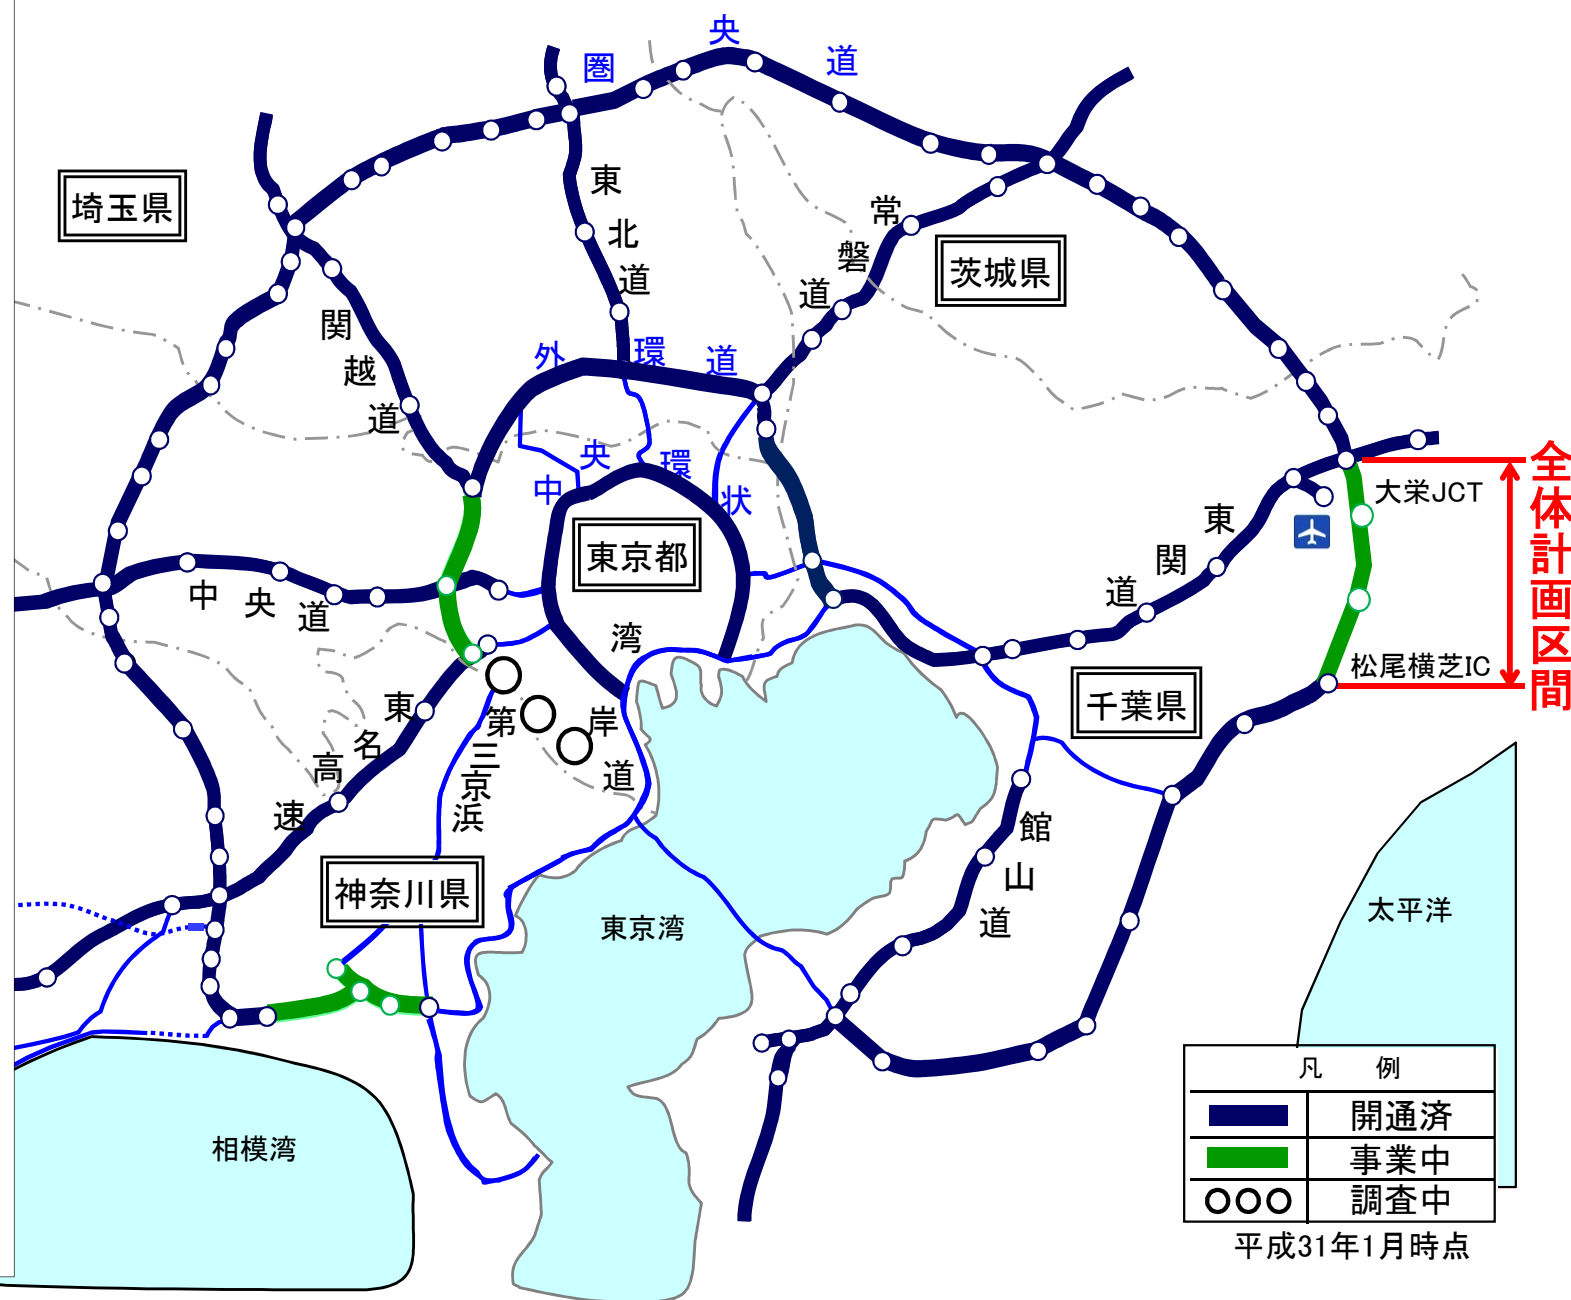 圏央道
埼玉県
東北道
常磐道
茨城県
関越道
外環道
中央環状
全体計画区間
大栄JCT
東関道
東京都
中央道
湾岸道
松尾横芝IC
千葉県
東名高速
第三京浜
館山道
神奈川県
東京湾
太平洋
相模湾
凡 例
開通済
事業中
調査中
平成31年1月時点